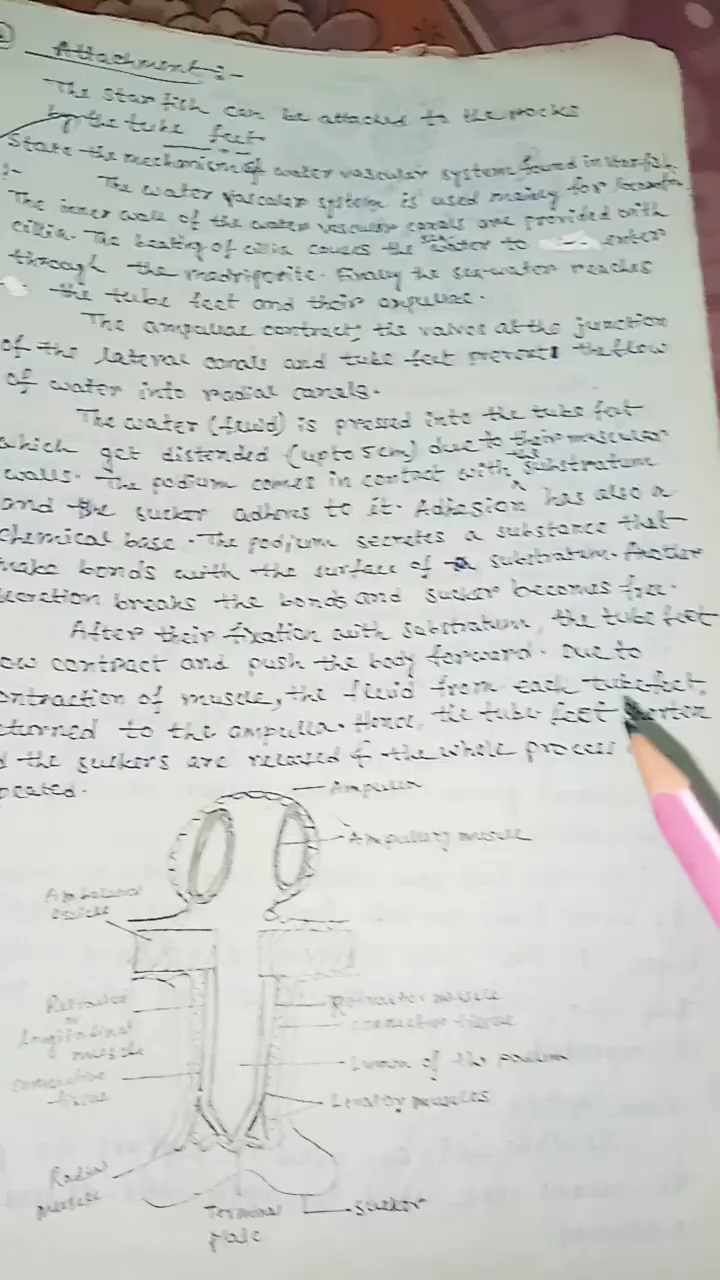 Attachment :-
The star fish can be attached to the rocks
by the tube feet
State the mechanism of water vascular system found in
:- The water vascular system is used mainly for
The inner wall of the water vascular canals are provided with
cillia. The beating of cillia causes the water to enter
through the madriporite. Finaly the sea-water reaches
the tube feet and their ampullae.
The ampullae contract, the valves at the junction
of the lateral canals and tube feet prevent the flow
of water into radial canals.
The water (fluid) is pressed into the tube feet
which get distended (upto 5cm) due to their muscular
walls. The podium comes in contact with the substratum
and the sucker adheres to it. Adhesion has also a
chemical base. The podium secretes a substance that
make bonds with the surface of substratum. Another
secretion breaks the bonds and sucker becomes free.
After their fixation with substratum, the tube feet
contract and push the body forward. Due to
contraction of muscle, the fluid from each tube feet,
turned to the ampulla. Hence, the tube feet shorten
the suckers are released & the whole process
peated.
Ampulla
Ampullary muscle
Ambulacral
ossicle
Retractor
or
longitudinal
muscle
Retractor muscle
connective tissue
Lumen of the podium
connective
tissue
Levator muscles
Radial
muscle
Terminal
plate
sucker